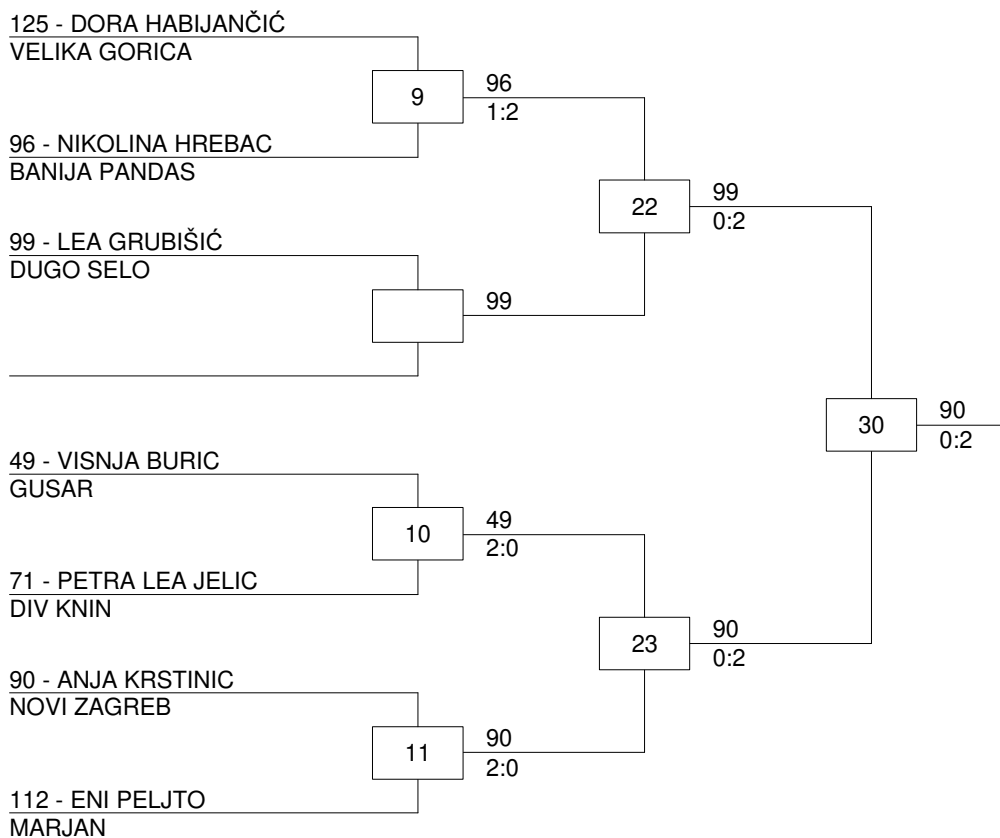 125 - DORA HABIJANČIĆ
VELIKA GORICA
9
96
1:2
96 - NIKOLINA HREBAC
BANIJA PANDAS
22
99
0:2
99 - LEA GRUBIŠIĆ
DUGO SELO
99
30
90
0:2
49 - VISNJA BURIC
GUSAR
10
49
2:0
71 - PETRA LEA JELIC
DIV KNIN
23
90
0:2
90 - ANJA KRSTINIC
NOVI ZAGREB
11
90
2:0
112 - ENI PELJTO
MARJAN